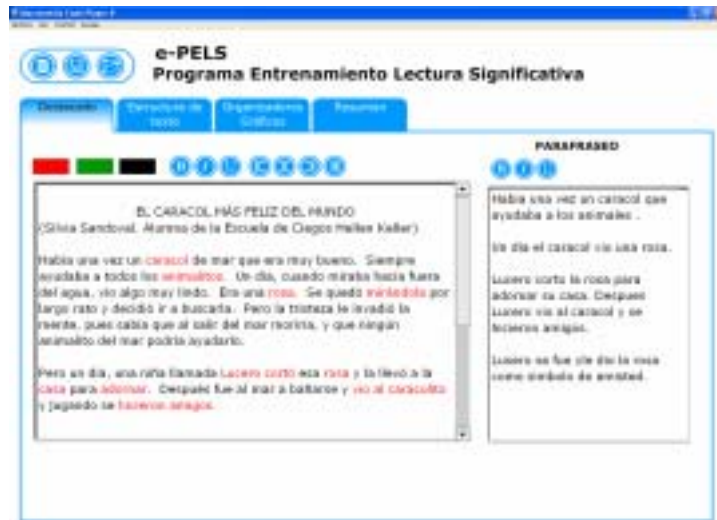 e-PELS
Programa Entrenamiento Lectura Significativa
Destacado
Estructura de
texto
Organizadores
Gráficos
Resumen
PARAFRASEO
EL CARACOL MÁS FELIZ DEL MUNDO
(Silvia Sandoval. Alumna de la Escuela de Ciegos Hellen Keller)
Había una vez un caracol de mar que era muy bueno. Siempre
ayudaba a todos los animalitos. Un día, cuando miraba hacia fuera
del agua, vio algo muy lindo. Era una rosa. Se quedó mirándola por
largo rato y decidió ir a buscarla. Pero la tristeza le invadió la
mente, pues sabía que al salir del mar moriría, y que ningún
animalito del mar podría ayudarlo.
Pero un día, una niña llamada Lucero cortó esa rosa y la llevó a la
casa para adornar. Después fue al mar a bañarse y vio al caracolito
y jugando se hicieron amigos.
Había una vez un caracol que
ayudaba a los animales .
Un día el caracol vio una rosa.
Lucero corto la rosa para
adornar su casa. Despues
Lucero vio al caracol y se
hicieron amigos.
Lucero se fue y le dio la rosa
como simbolo de amistad.